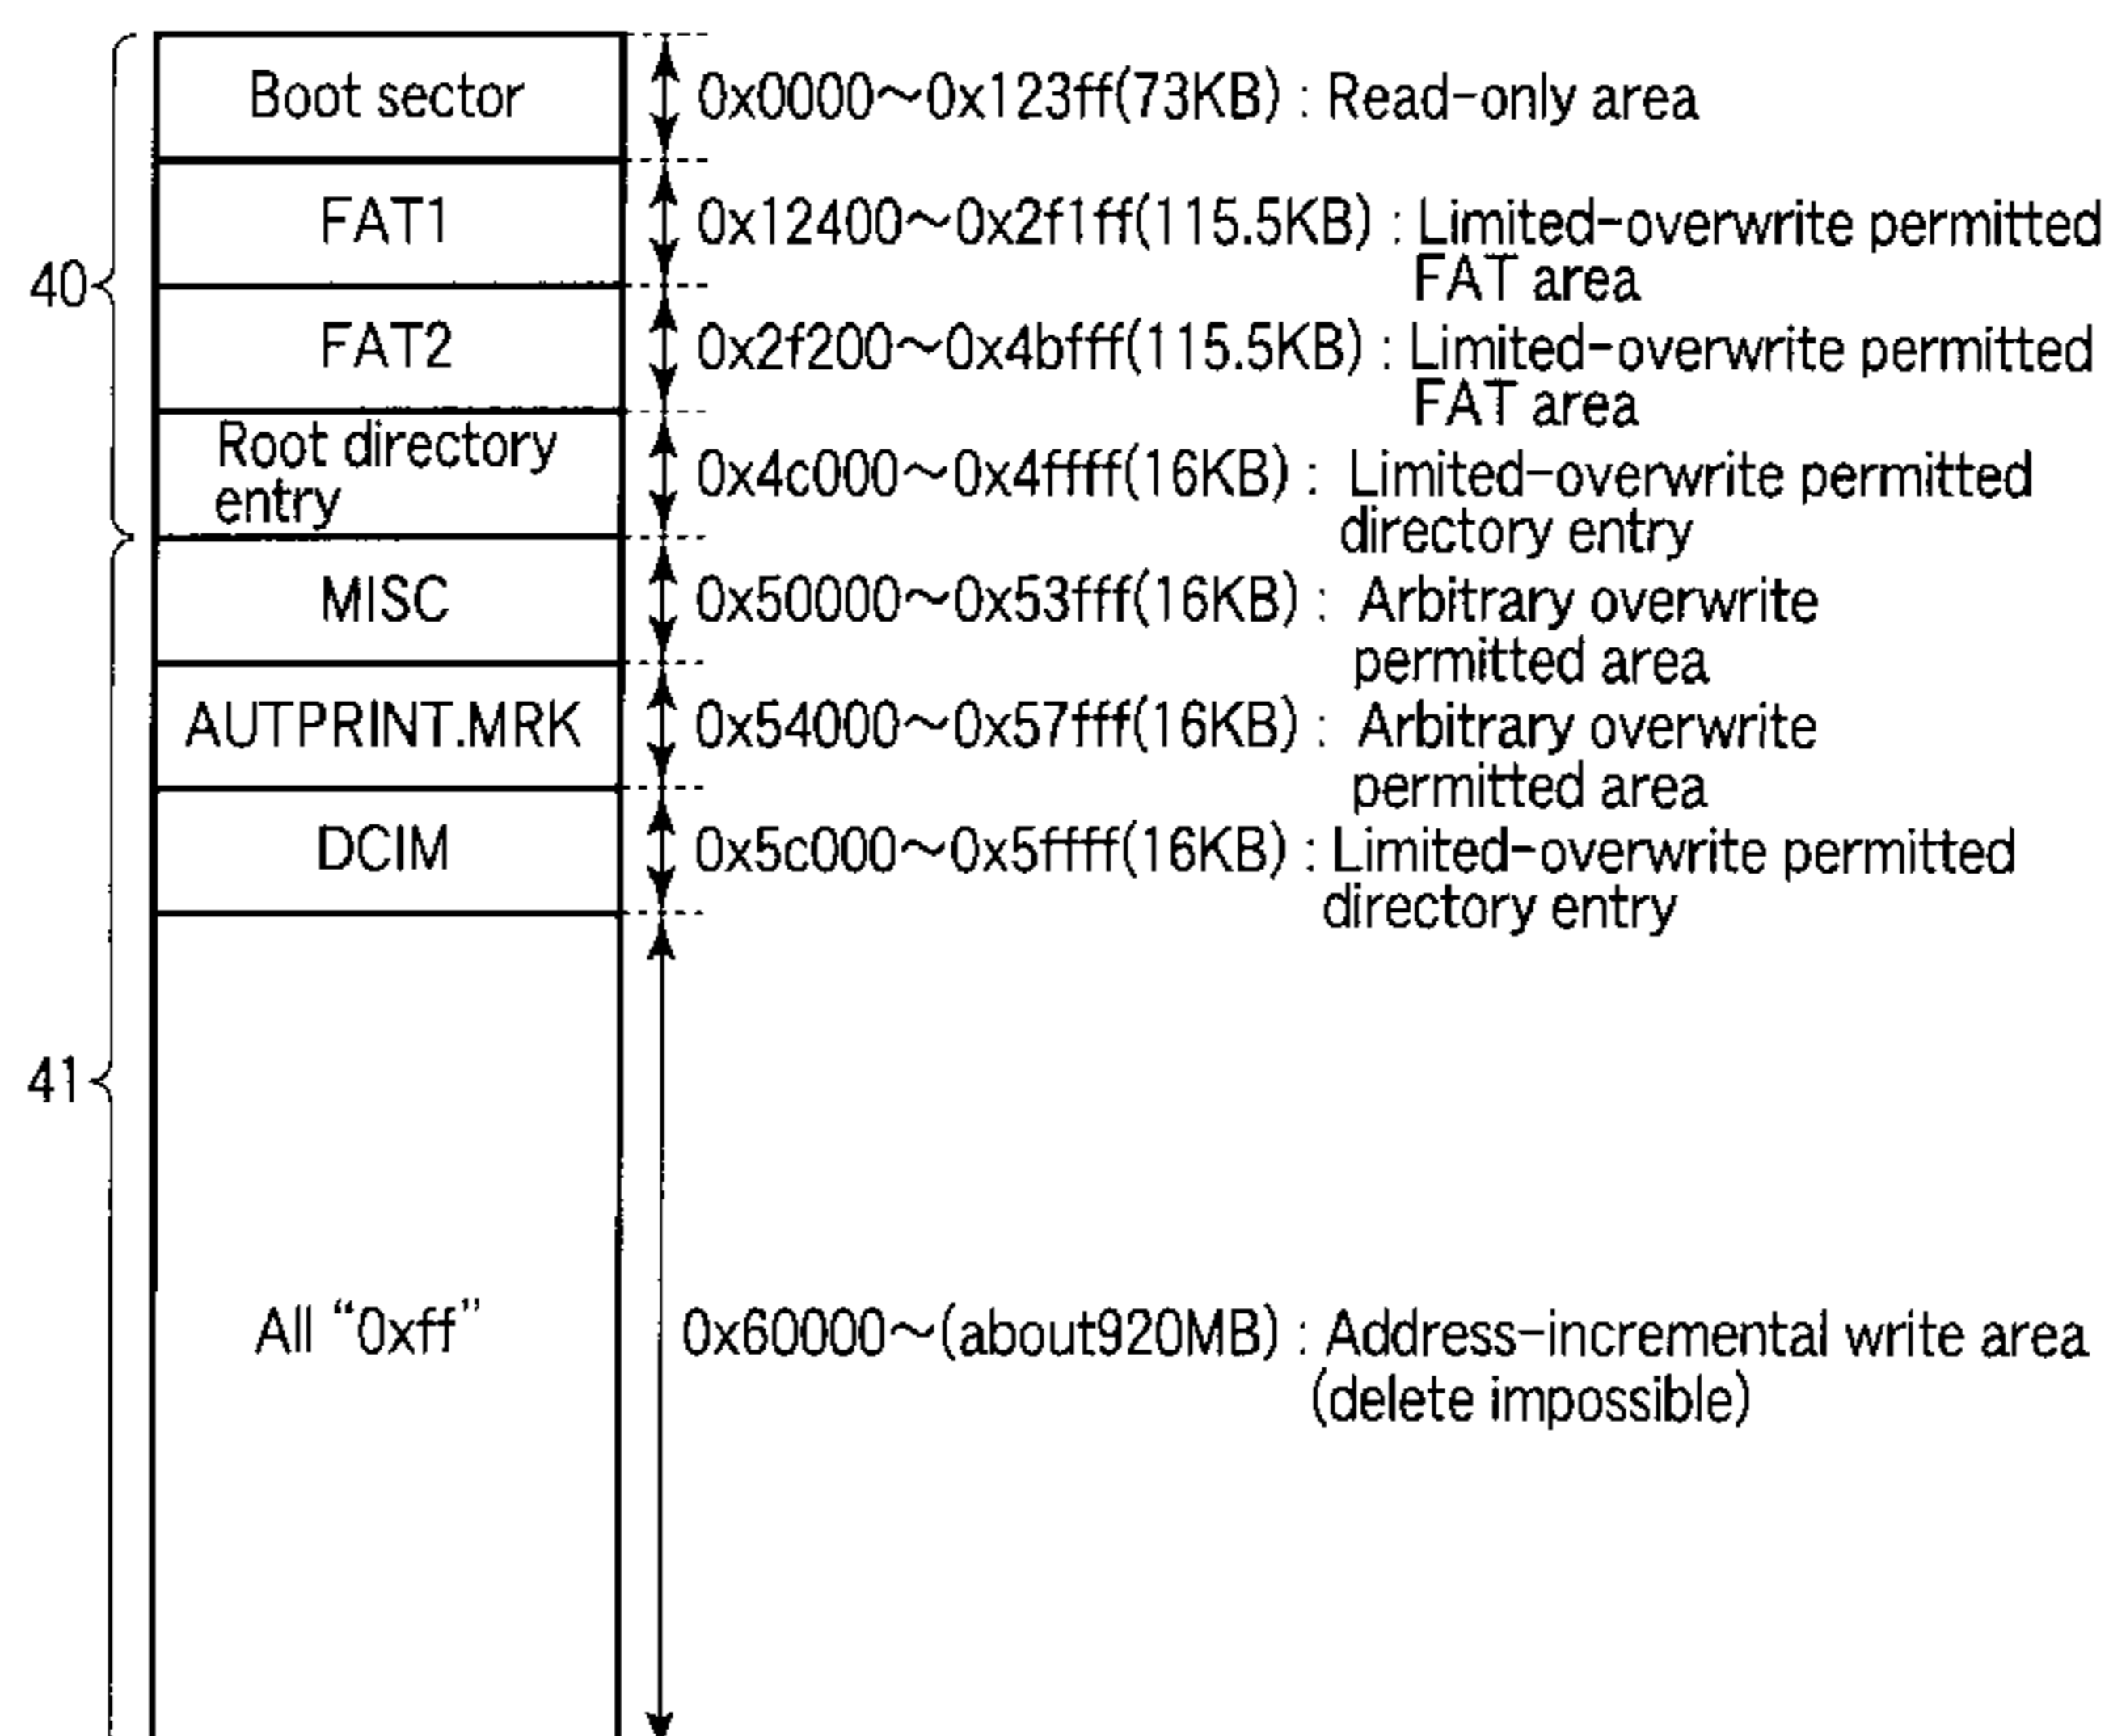 Boot sector
0x0000～0x123ff(73KB) : Read-only area
FAT1
0x12400～0x2f1ff(115.5KB) : Limited-overwrite permitted
FAT area
40
FAT2
0x2f200～0x4bfff(115.5KB) : Limited-overwrite permitted
FAT area
Root directory
entry
0x4c000～0x4ffff(16KB) : Limited-overwrite permitted
directory entry
MISC
0x50000～0x53fff(16KB) : Arbitrary overwrite
permitted area
AUTPRINT.MRK
0x54000～0x57fff(16KB) : Arbitrary overwrite
permitted area
DCIM
0x5c000～0x5ffff(16KB) : Limited-overwrite permitted
directory entry
41
All “0xff”
0x60000～(about920MB) : Address-incremental write area
(delete impossible)